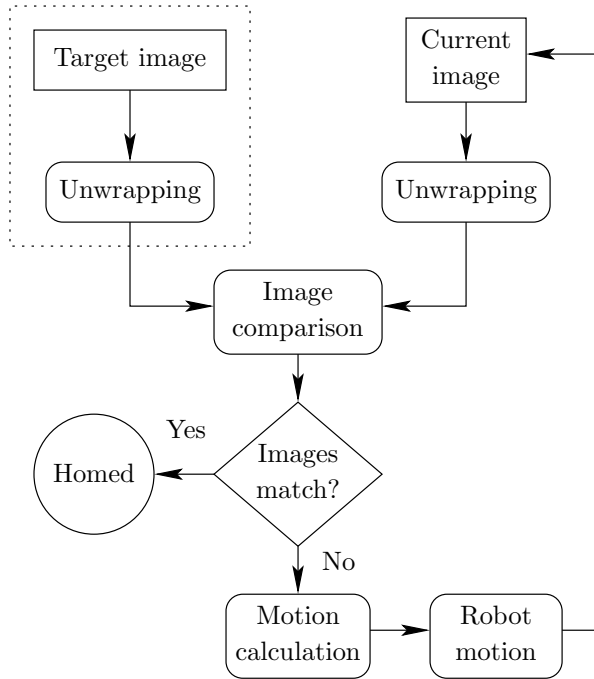 Target image
Current
image
Unwrapping
Unwrapping
Image
comparison
Yes
Homed
Images
match?
No
Motion
calculation
Robot
motion